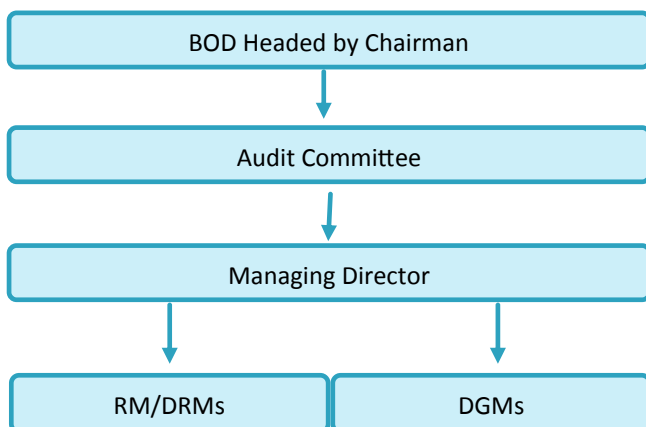 BOD Headed by Chairman
Audit Committee
Managing Director
RM/DRMs
DGMs